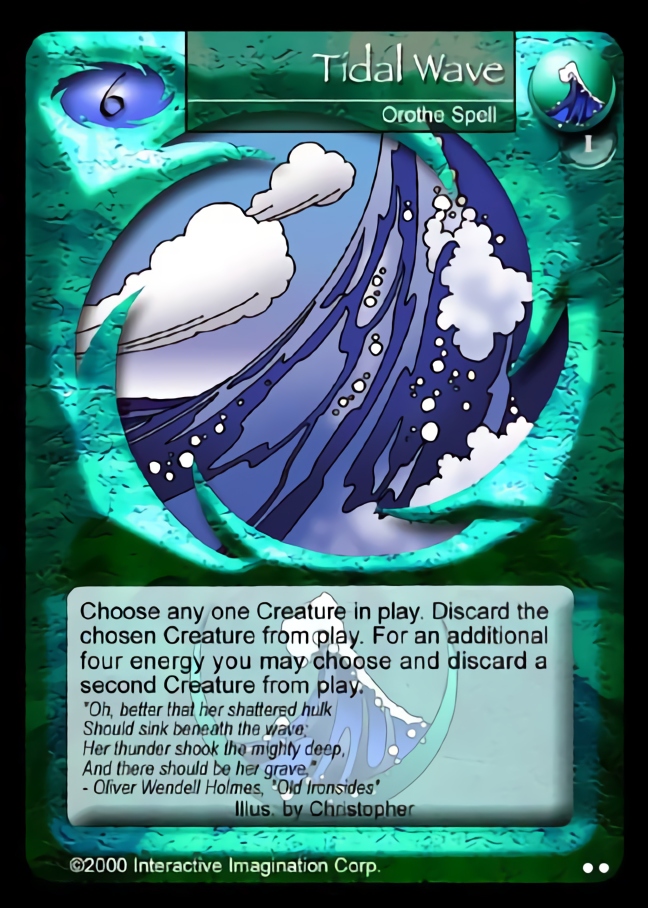 6
Tidal Wave
Orothe Spell
I
Choose any one Creature in play. Discard the
chosen Creature from play. For an additional
four energy you may choose and discard a
second Creature from play.
"Oh, better that her shattered hulk
Should sink beneath the wave;
Her thunder shook the mighty deep,
And there should be her grave."
- Oliver Wendell Holmes, "Old Ironsides"
Illus. by Christopher
©2000 Interactive Imagination Corp.